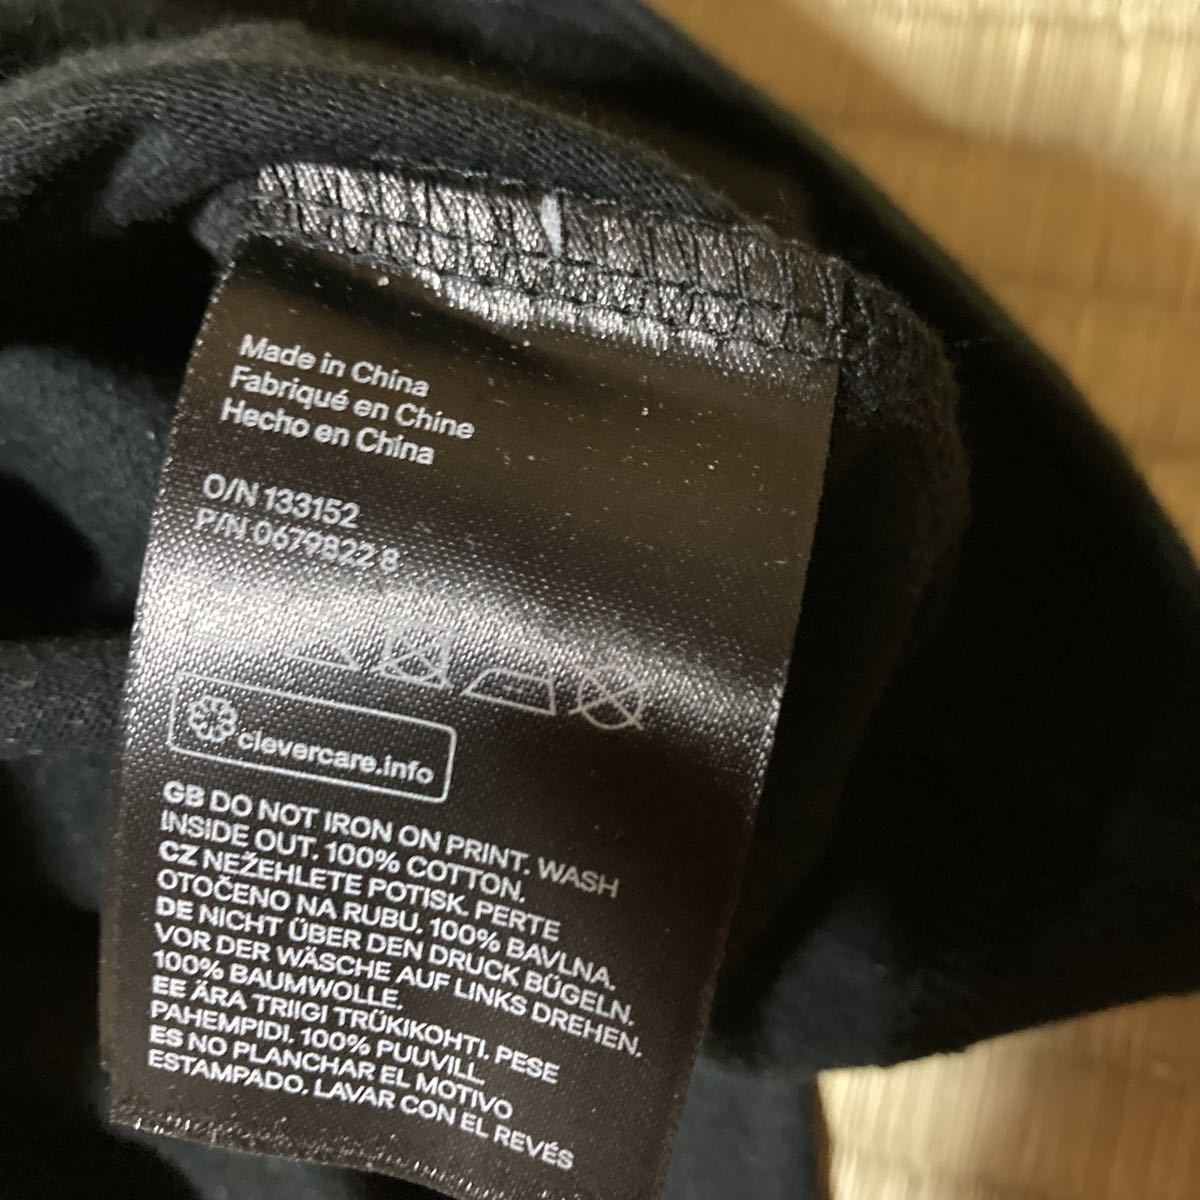 Made in China
Fabriqué en Chine
Hecho en China
O/N 133152
P/N 0679822 8
clevercare.info
GB DO NOT IRON ON PRINT. WASH
INSIDE OUT. 100% COTTON.
CZ NEŽEHLETE POTISK. PERTE
OTOČENO NA RUBU. 100% BAVLNA.
DE NICHT ÜBER DEN DRUCK BÜGELN.
VOR DER WÄSCHE AUF LINKS DREHEN.
100% BAUMWOLLE.
EE ÄRA TRIIGI TRÜKIKOHTI. PESE
PAHEMPIDI. 100% PUUVILL.
ES NO PLANCHAR EL MOTIVO
ESTAMPADO. LAVAR CON EL REVÉS